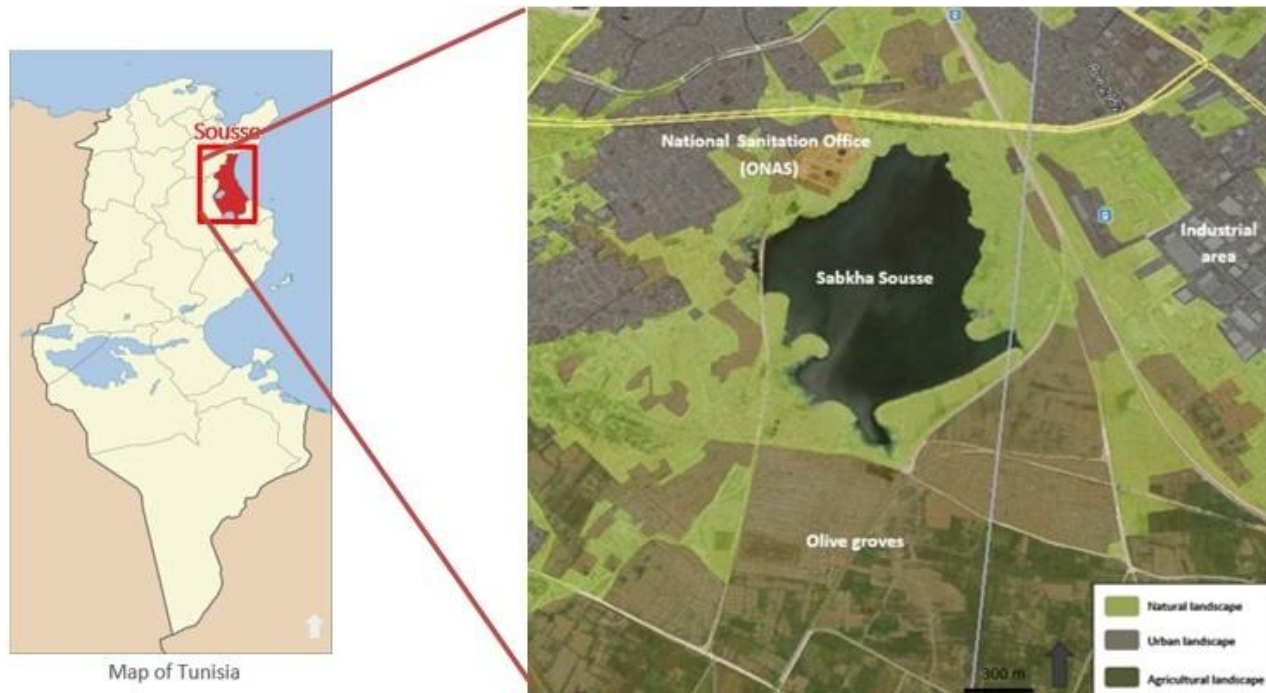 Sousse
Map of Tunisia
National Sanitation Office
(ONAS)
Industrial
area
Sabkha Sousse
Olive groves
Natural landscape
Urban landscape
Agricultural landscape
300 m